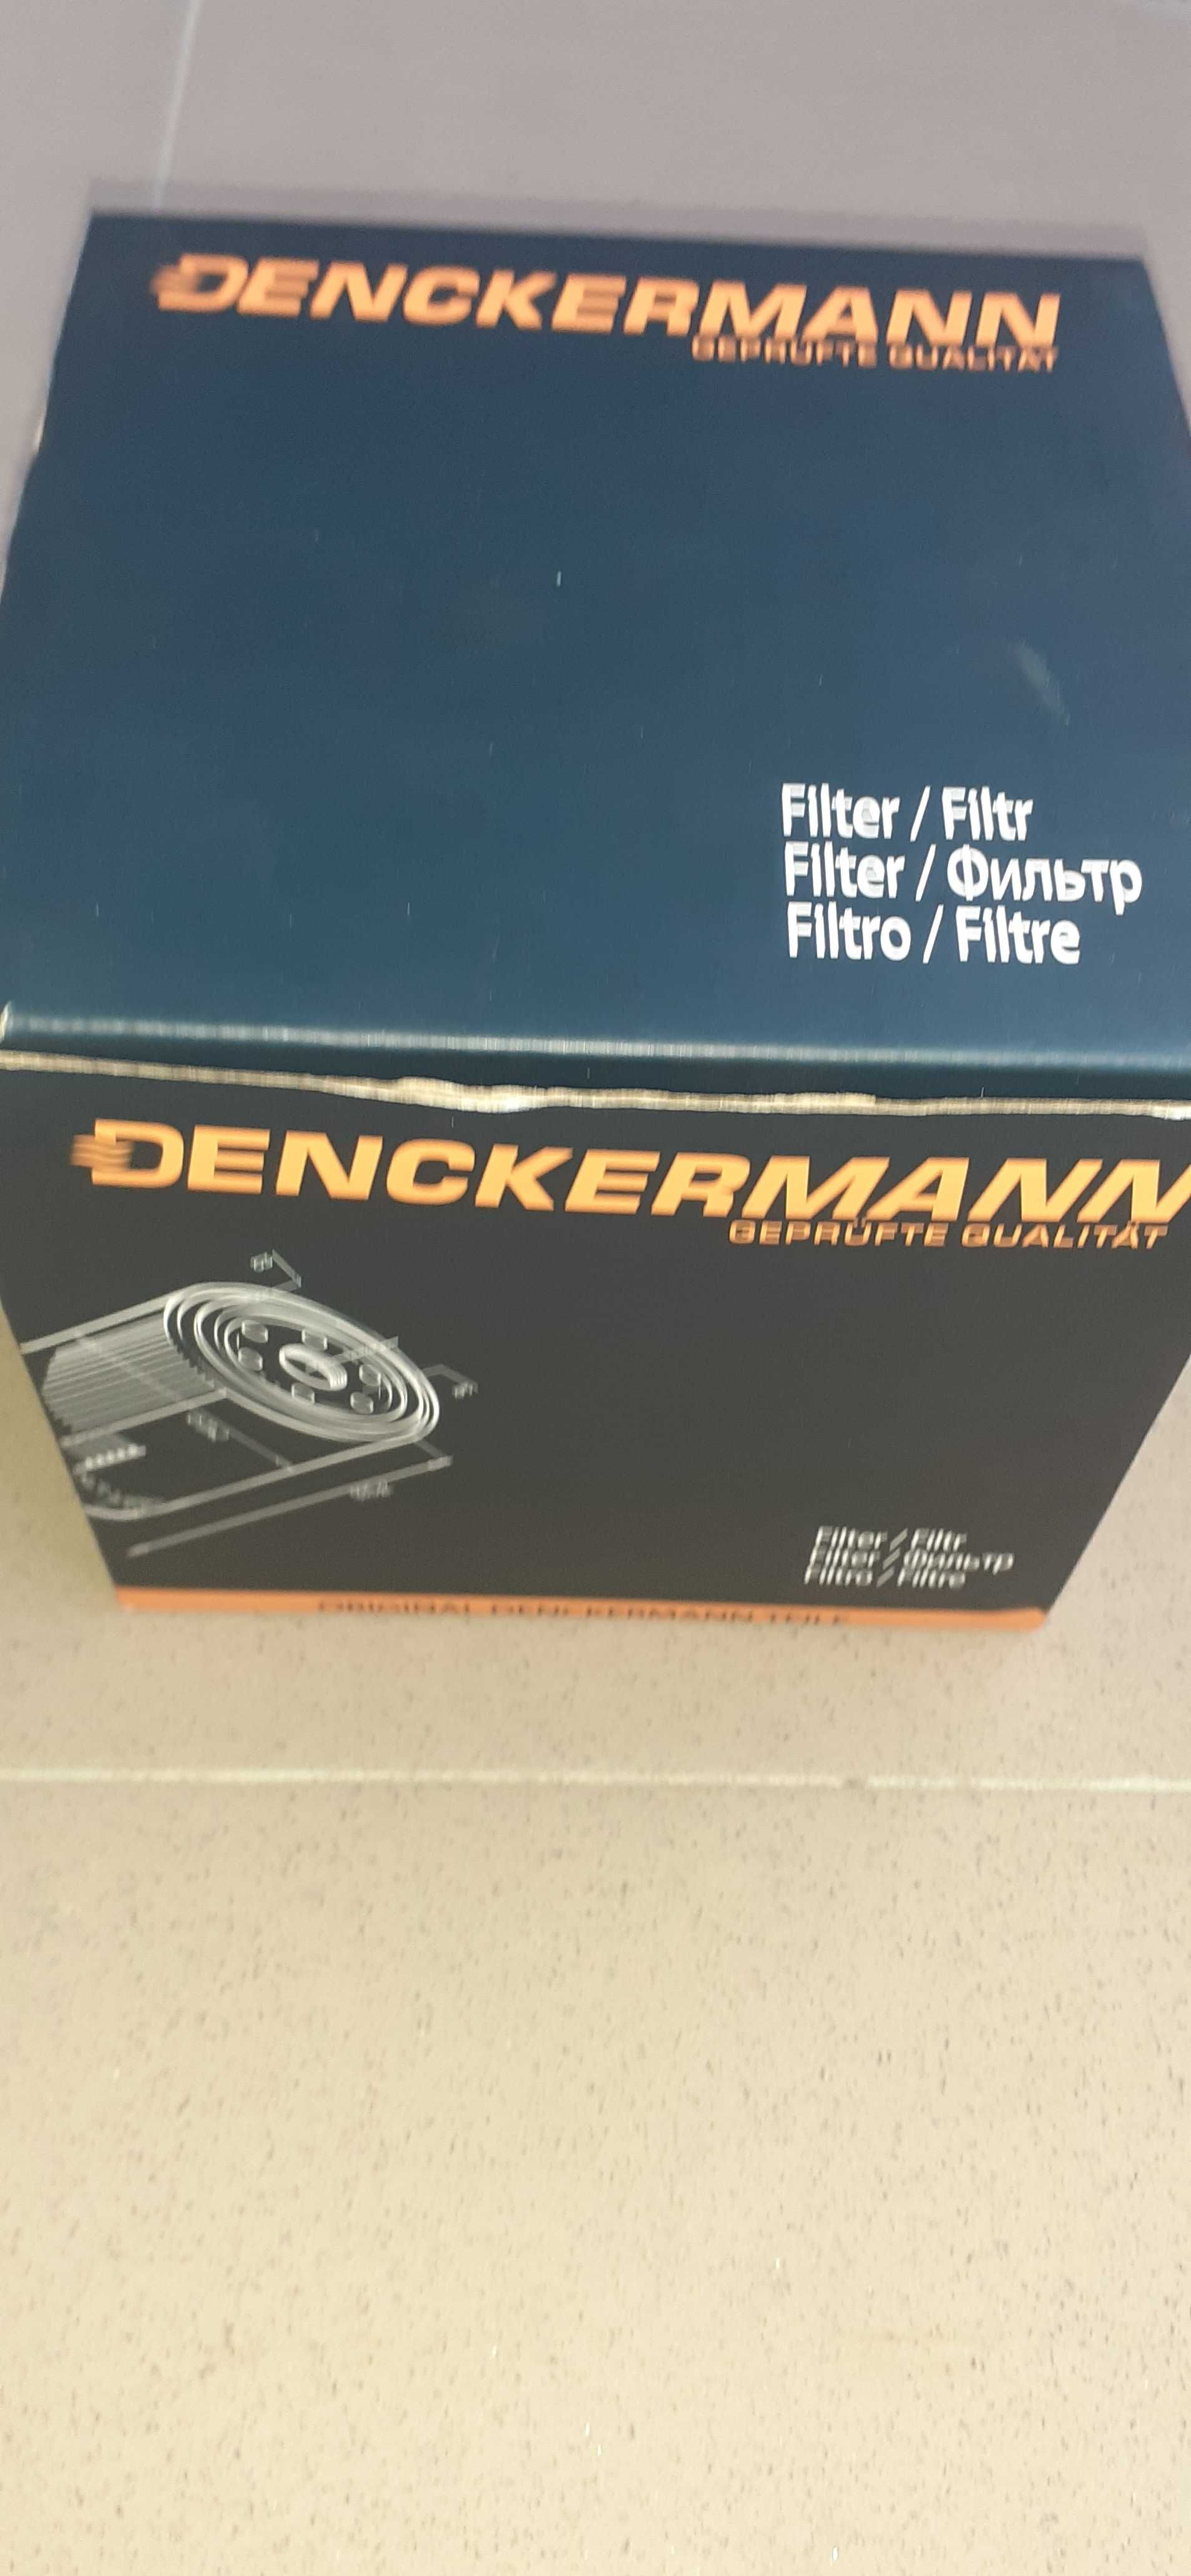 DENCKERMANN
GEPRÜFTE QUALITÄT
Filter / Filtr
Filter / Фильтр
Filtro / Filtre
DENCKERMANN
GEPRÜFTE QUALITÄT
Filter / Filtr
Filter / Фильтр
Filtro / Filtre
ORIGINAL DENCKERMANN TEILE